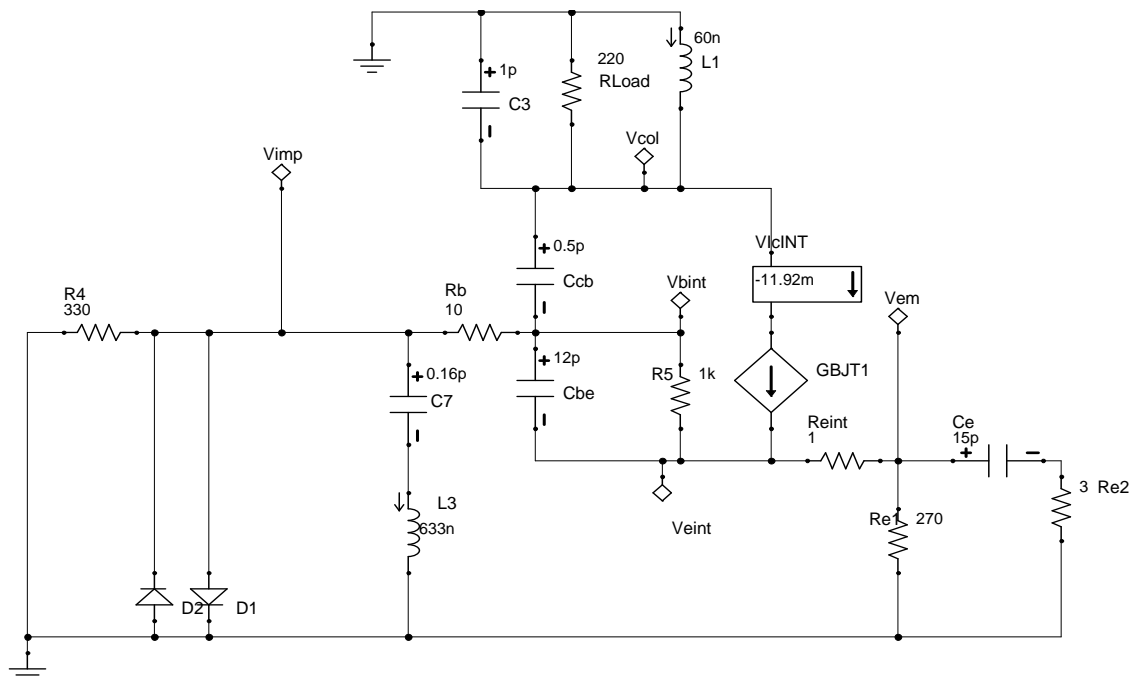 60n
L1
220
RLoad
+ 1p
C3
Vcol
Vimp
VIcINT
-11.92m
+ 0.5p
Ccb
Vbint
Vem
R4
330
Rb
10
+ 0.16p
C7
+ 12p
Cbe
R5 1k
GBJT1
Reint
1
Ce
15p
+
L3
633n
Veint
Re1 270
3 Re2
D2 D1